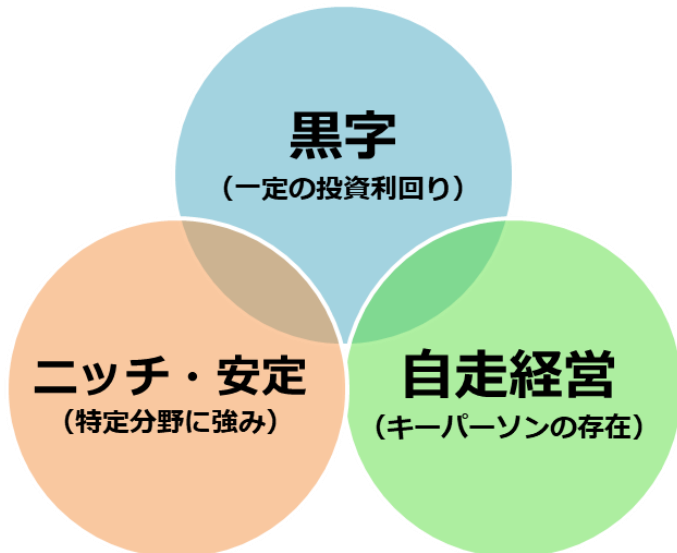 黒字
（一定の投資利回り）
ニッチ・安定
（特定分野に強み）
自走経営
（キーパーソンの存在）